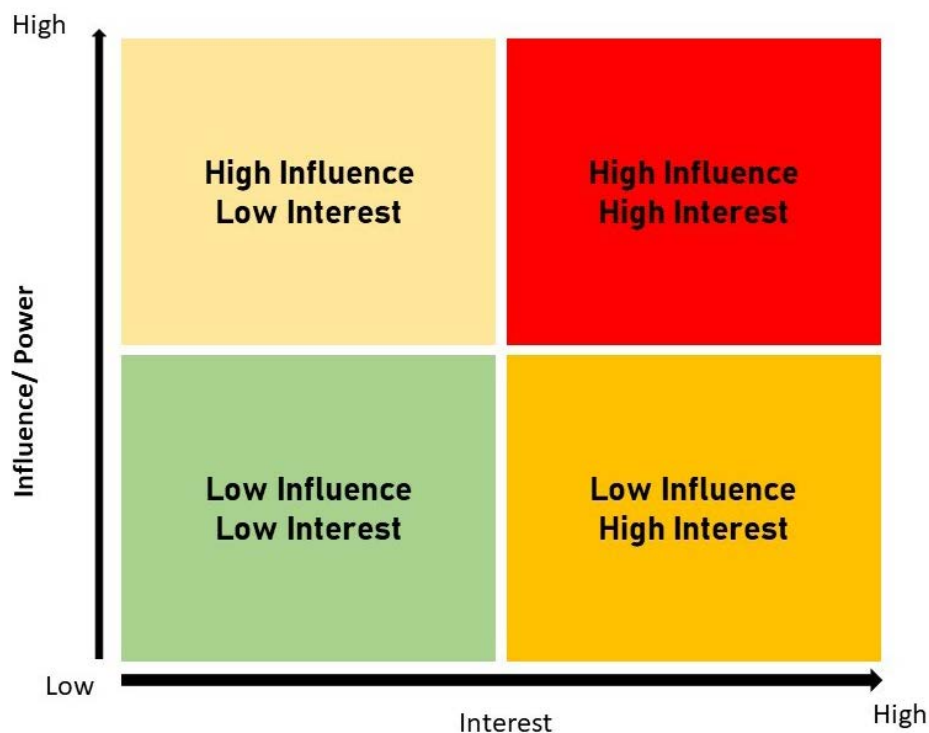 High
High Influence
Low Interest
High Influence
High Interest
Influence/ Power
Low Influence
Low Interest
Low Influence
High Interest
Low
Interest
High